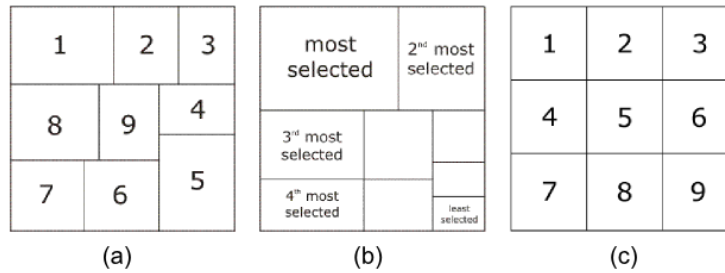 1 2 3
8 9 4
7 6 5
(a)
most
selected
2nd most
selected
3rd most
selected
4th most
selected
least
selected
(b)
1 2 3
4 5 6
7 8 9
(c)